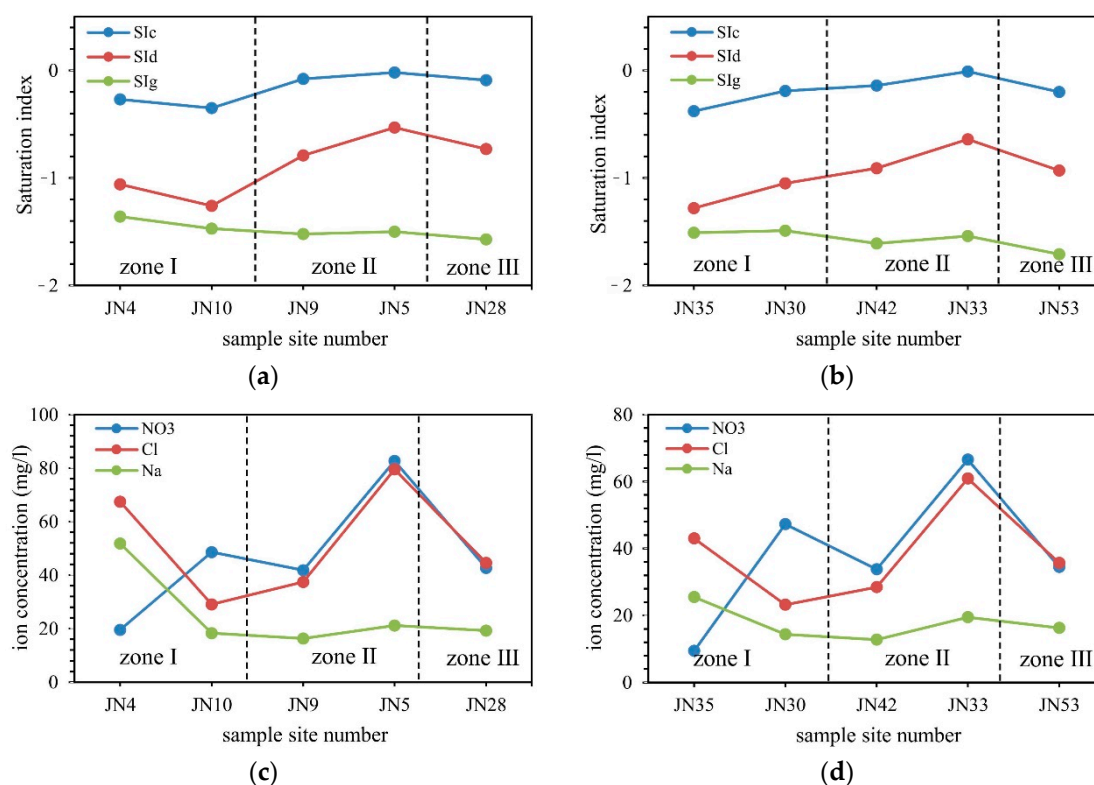 SIc
SId
SIg
Saturation index
0
-1
-2
zone I
zone II
zone III
JN4
JN10
JN9
JN5
JN28
sample site number
(a)
SIc
SId
SIg
Saturation index
0
-1
-2
zone I
zone II
zone III
JN35
JN30
JN42
JN33
JN53
sample site number
(b)
NO3
Cl
Na
ion concentration (mg/l)
100
80
60
40
20
0
zone I
zone II
zone III
JN4
JN10
JN9
JN5
JN28
sample site number
(c)
NO3
Cl
Na
ion concentration (mg/l)
80
60
40
20
0
zone I
zone II
zone III
JN35
JN30
JN42
JN33
JN53
sample site number
(d)